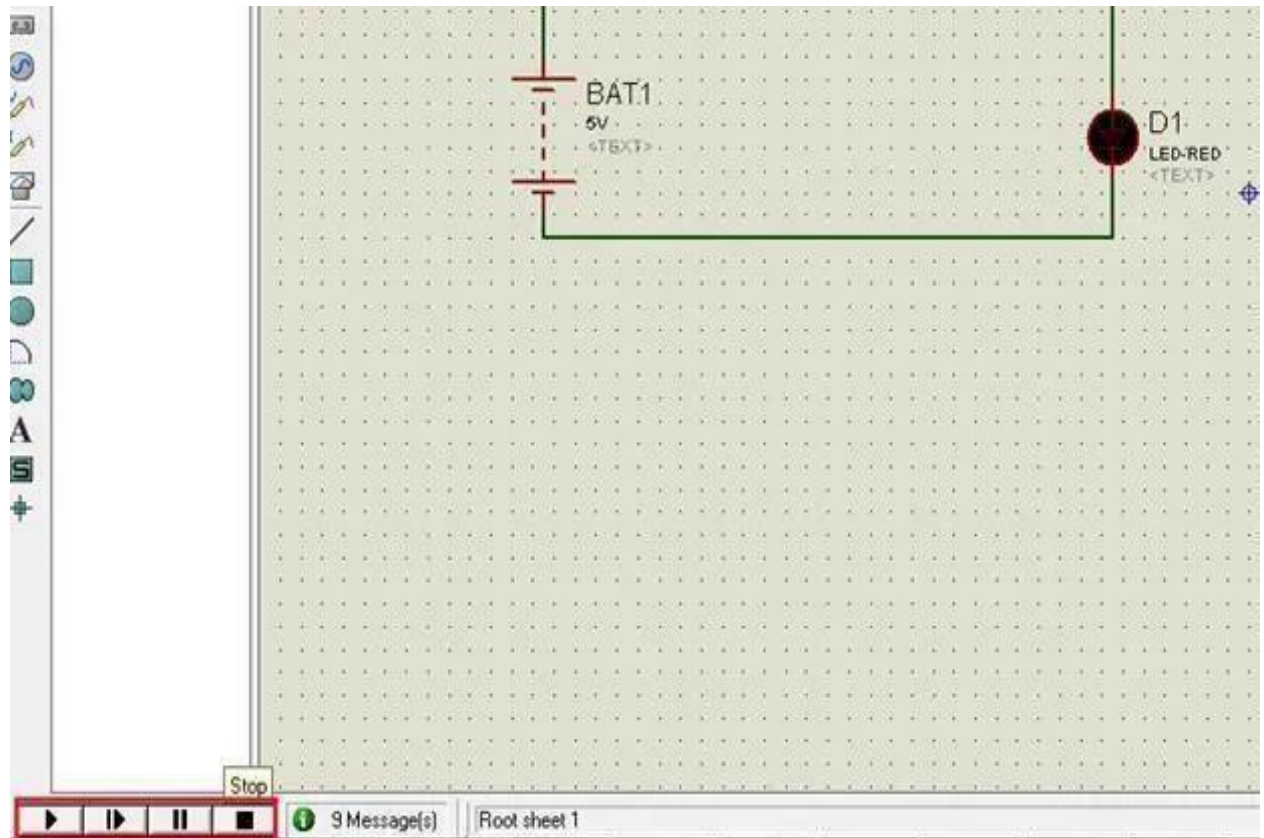 BAT1
5V
<TEXT>
D1
LED-RED
<TEXT>
A
S
Stop
9 Message(s)
Root sheet 1